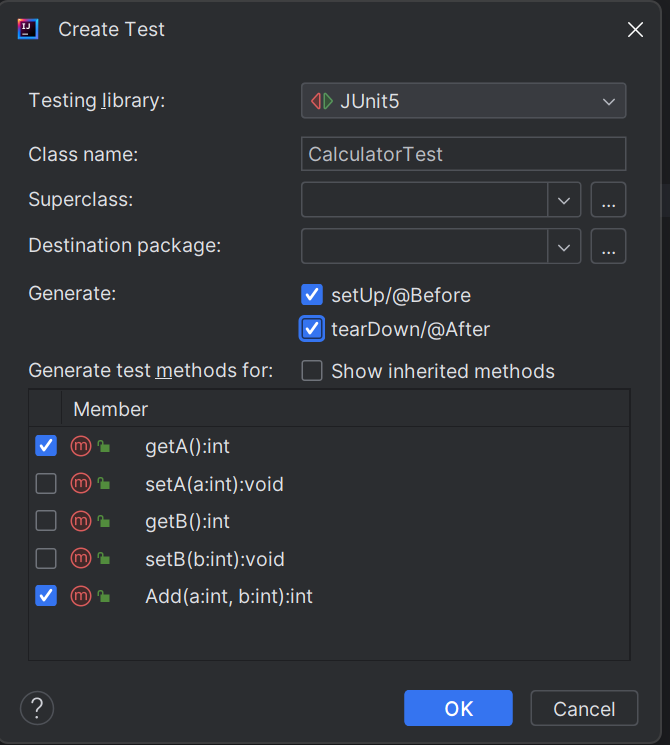 Create Test
Testing library: JUnit5
Class name: CalculatorTest
Superclass: ...
Destination package: ...
Generate: setUp/@Before
tearDown/@After
Generate test methods for: Show inherited methods
Member
m getA():int
m setA(a:int):void
m getB():int
m setB(b:int):void
m Add(a:int, b:int):int
? OK Cancel